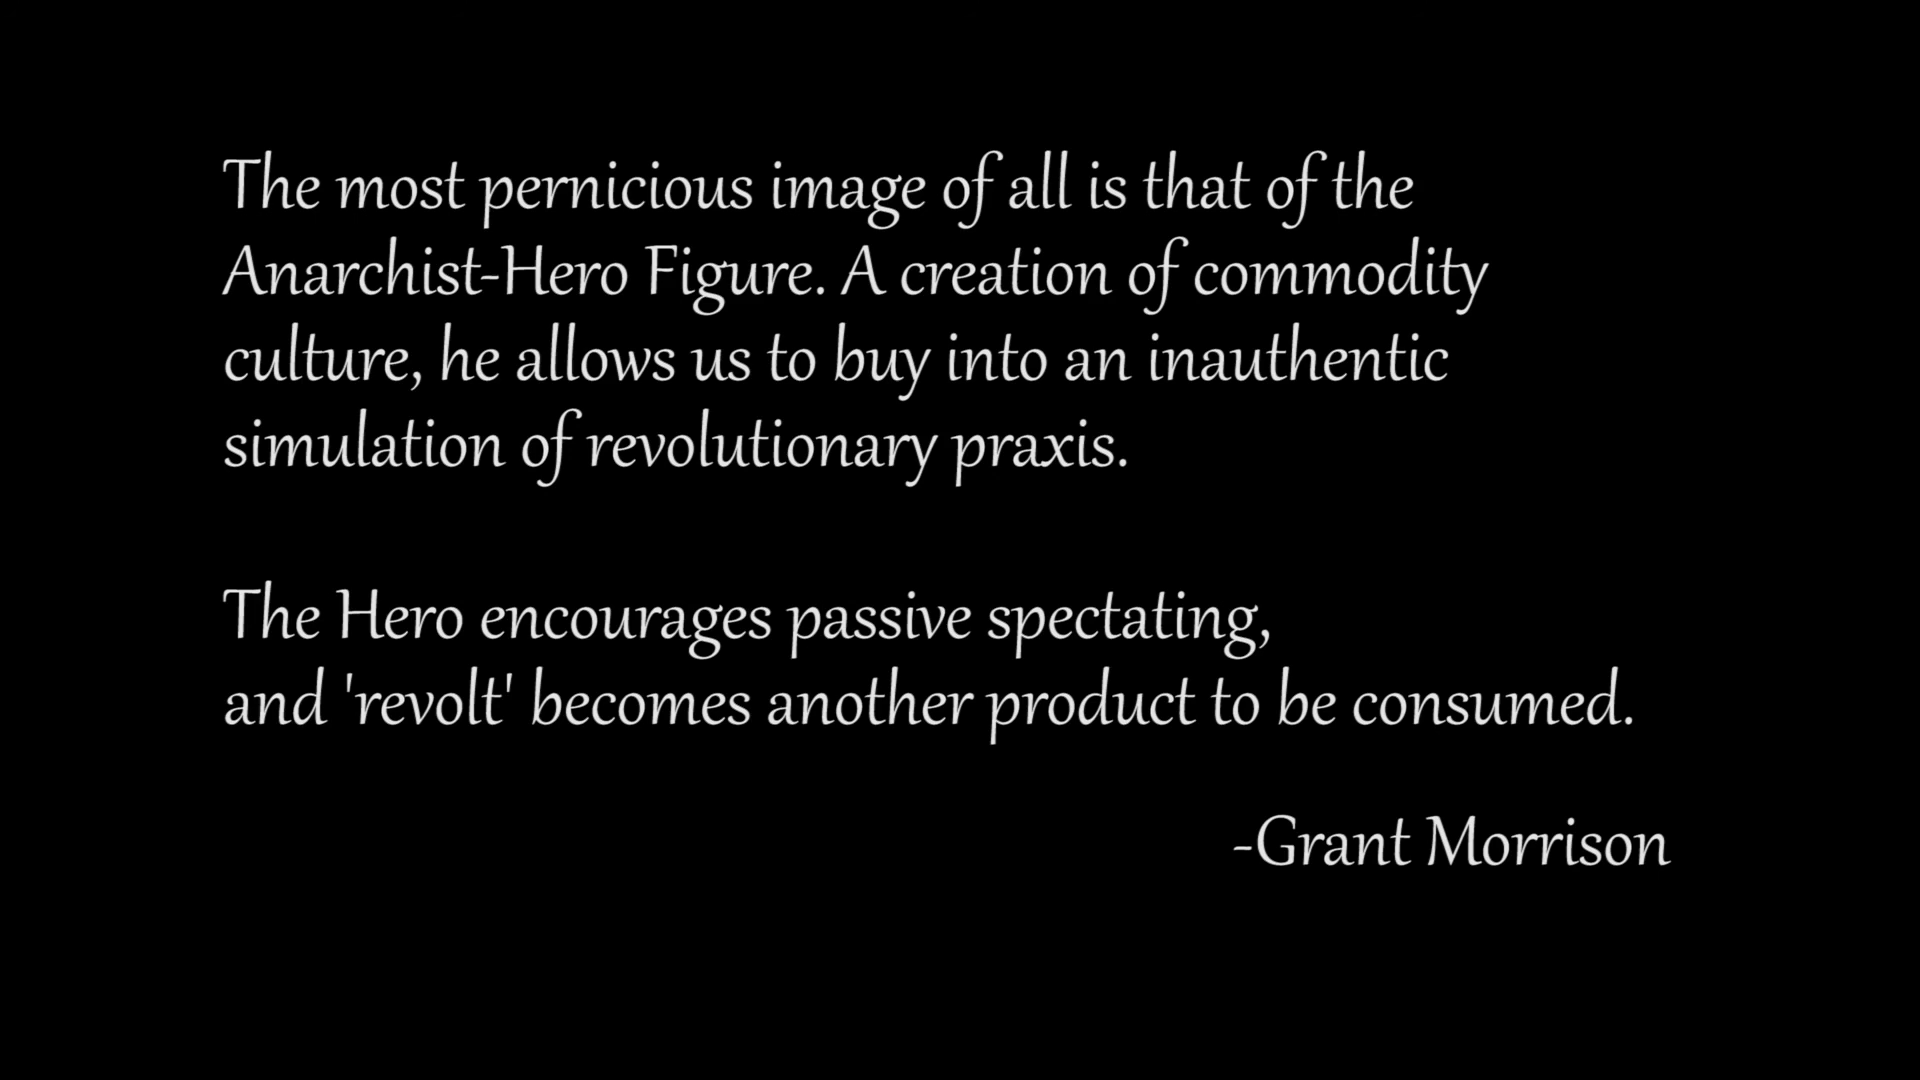 The most pernicious image of all is that of the
Anarchist-Hero Figure. A creation of commodity
culture, he allows us to buy into an inauthentic
simulation of revolutionary praxis.
The Hero encourages passive spectating,
and 'revolt' becomes another product to be consumed.
-Grant Morrison